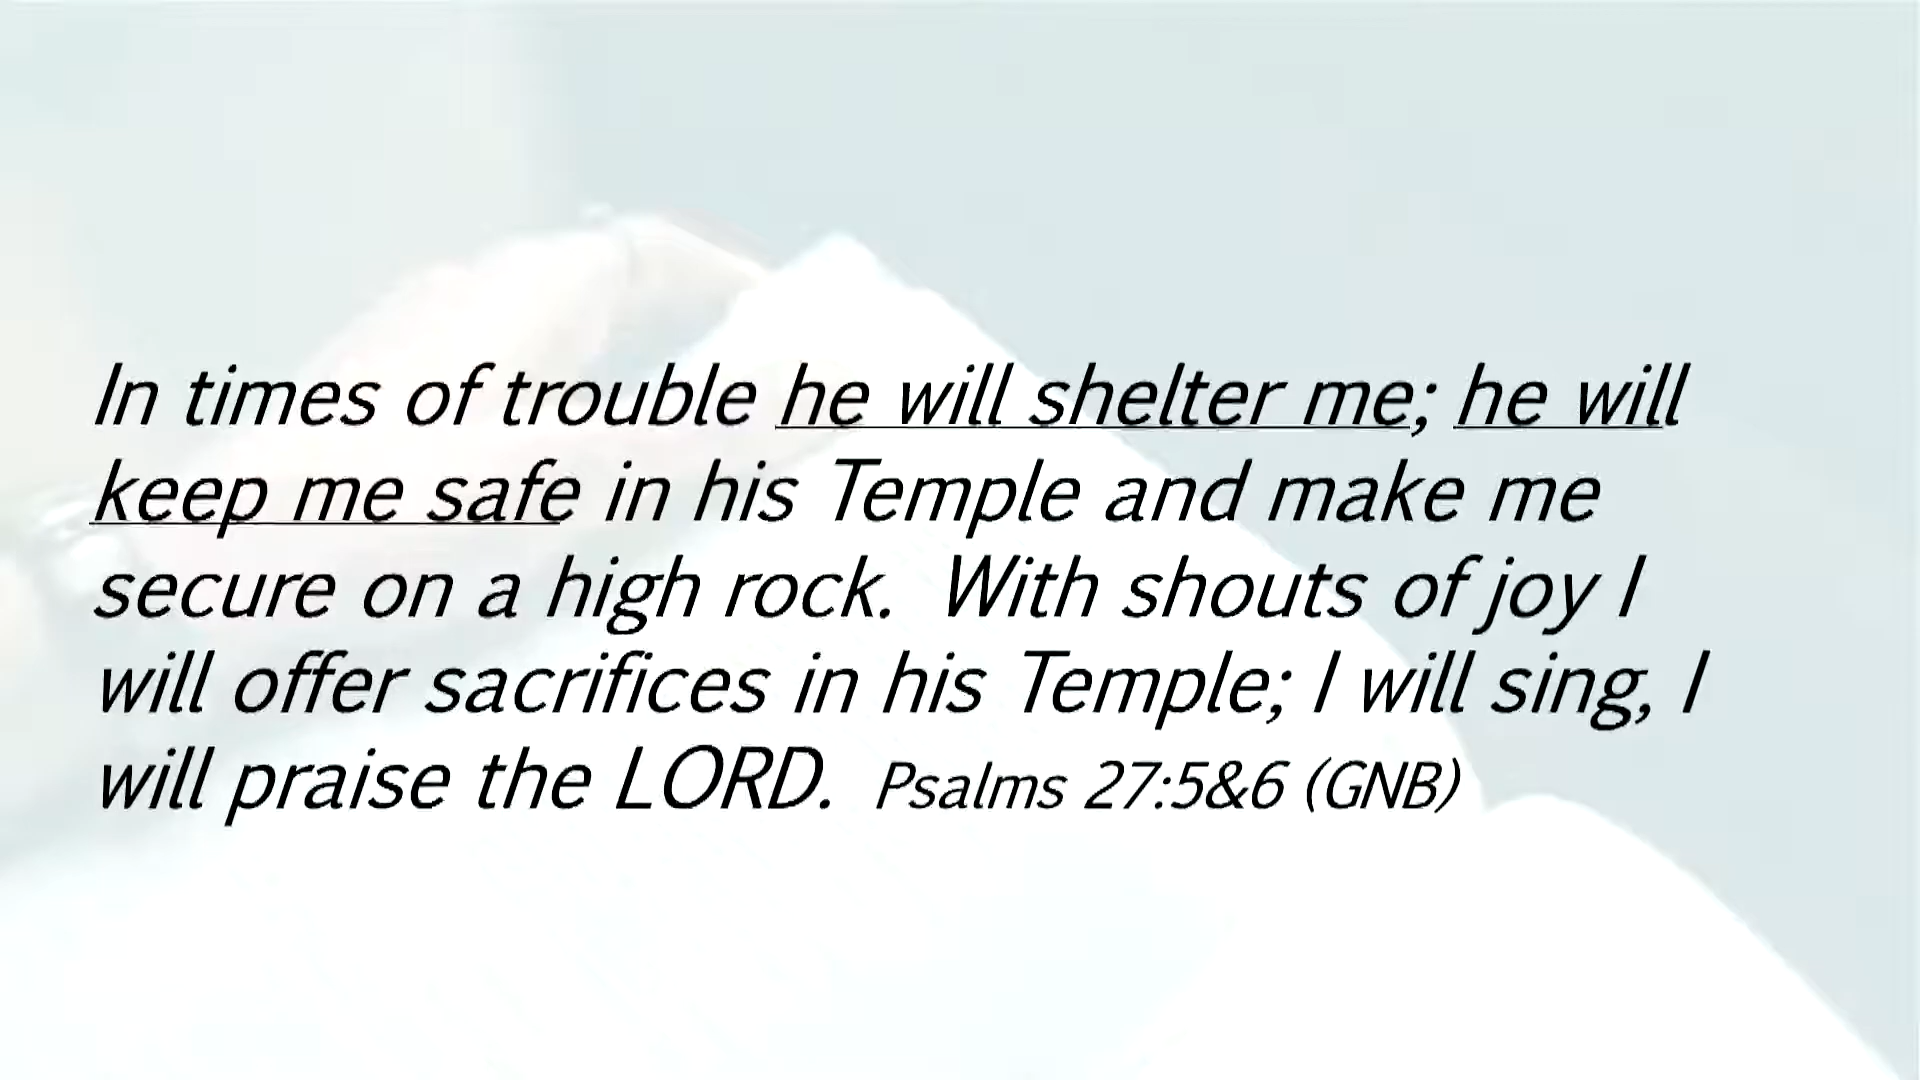 In times of trouble he will shelter me; he will
keep me safe in his Temple and make me
secure on a high rock.  With shouts of joy I
will offer sacrifices in his Temple; I will sing, I
will praise the LORD.  Psalms 27:5&6 (GNB)